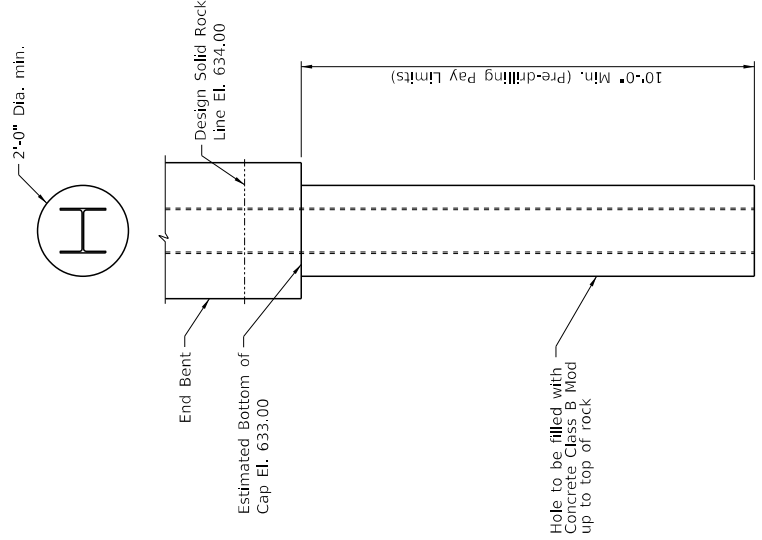 2'-0" Dia. min.
End Bent
Design Solid Rock
Line El. 634.00
Estimated Bottom of
Cap El. 633.00
10'-0" Min. (Pre-drilling Pay Limits)
Hole to be filled with
Concrete Class B Mod
up to top of rock